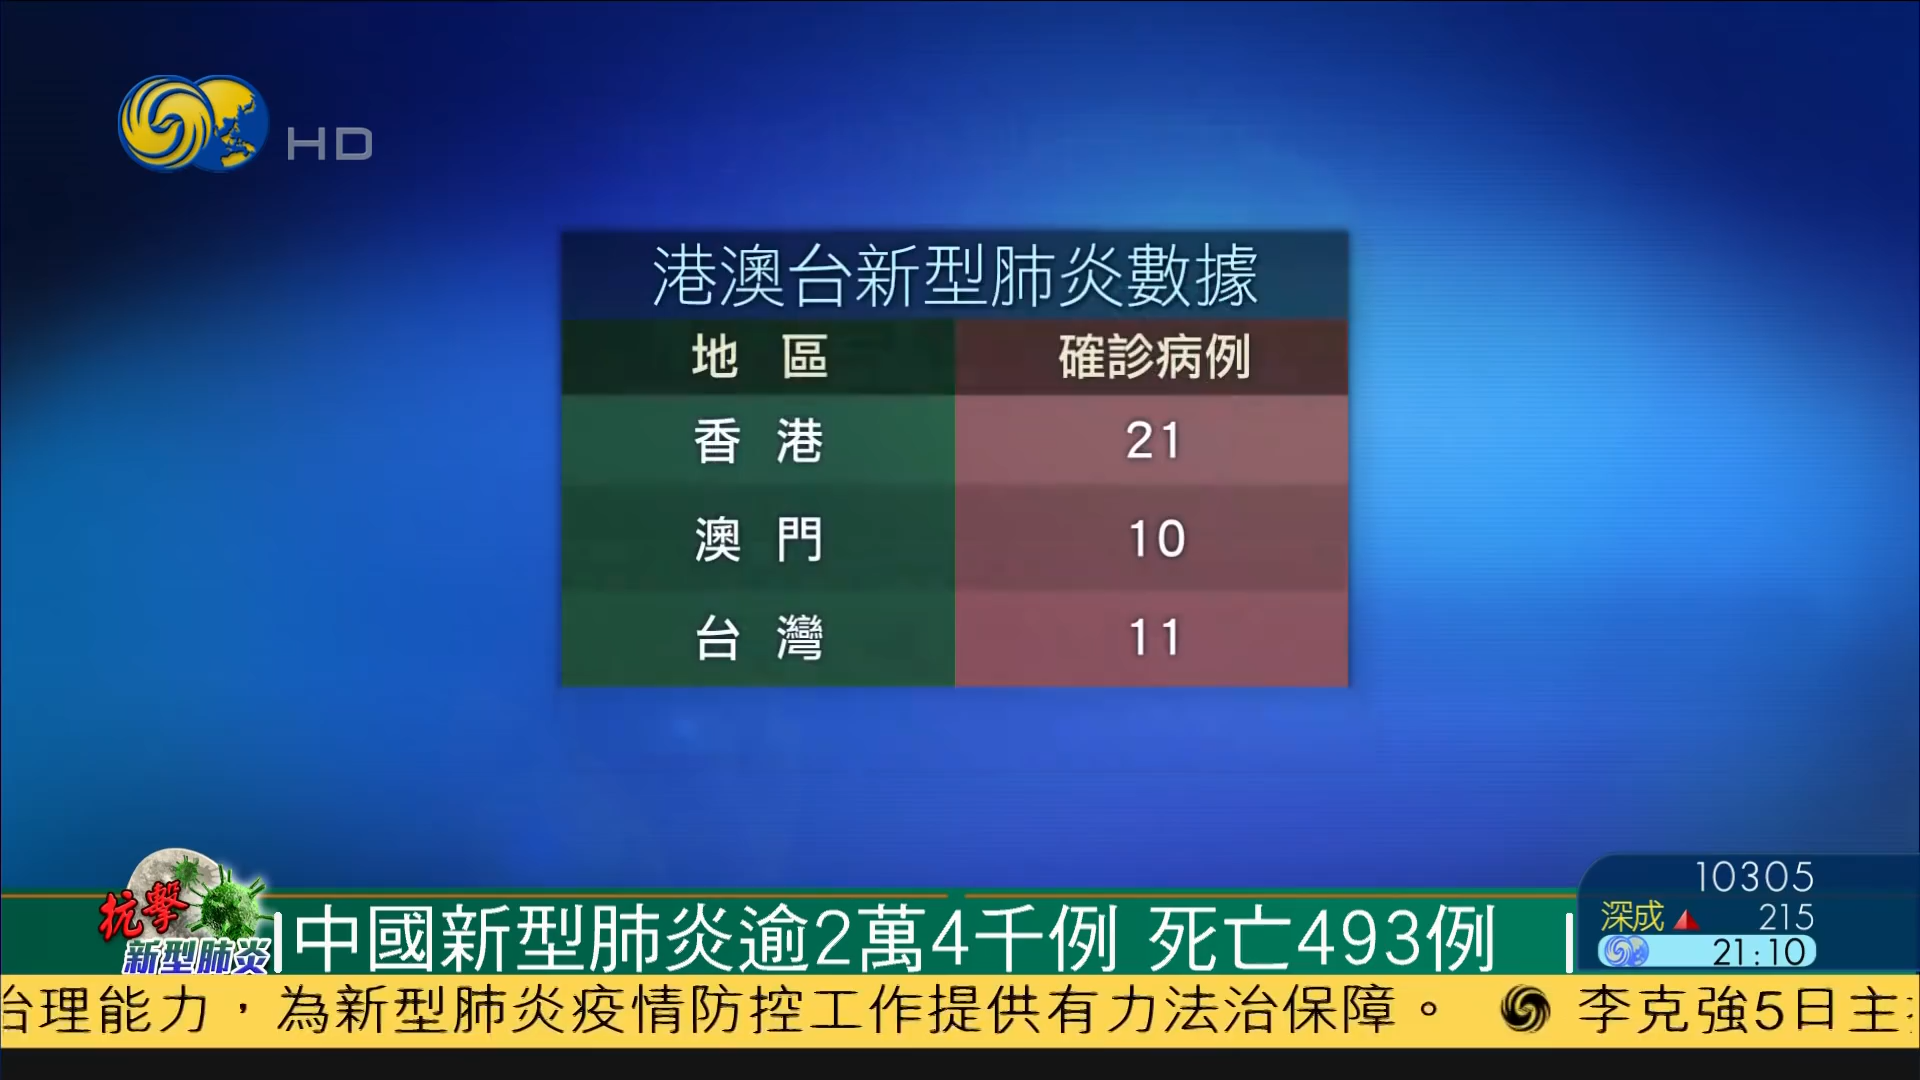 HD
港澳台新型肺炎數據
地 區 確診病例
香 港 21
澳 門 10
台 灣 11
10305
深成 215
21:10
抗擊
新型肺炎
中國新型肺炎逾2萬4千例 死亡493例
治理能力，為新型肺炎疫情防控工作提供有力法治保障。 李克強5日主